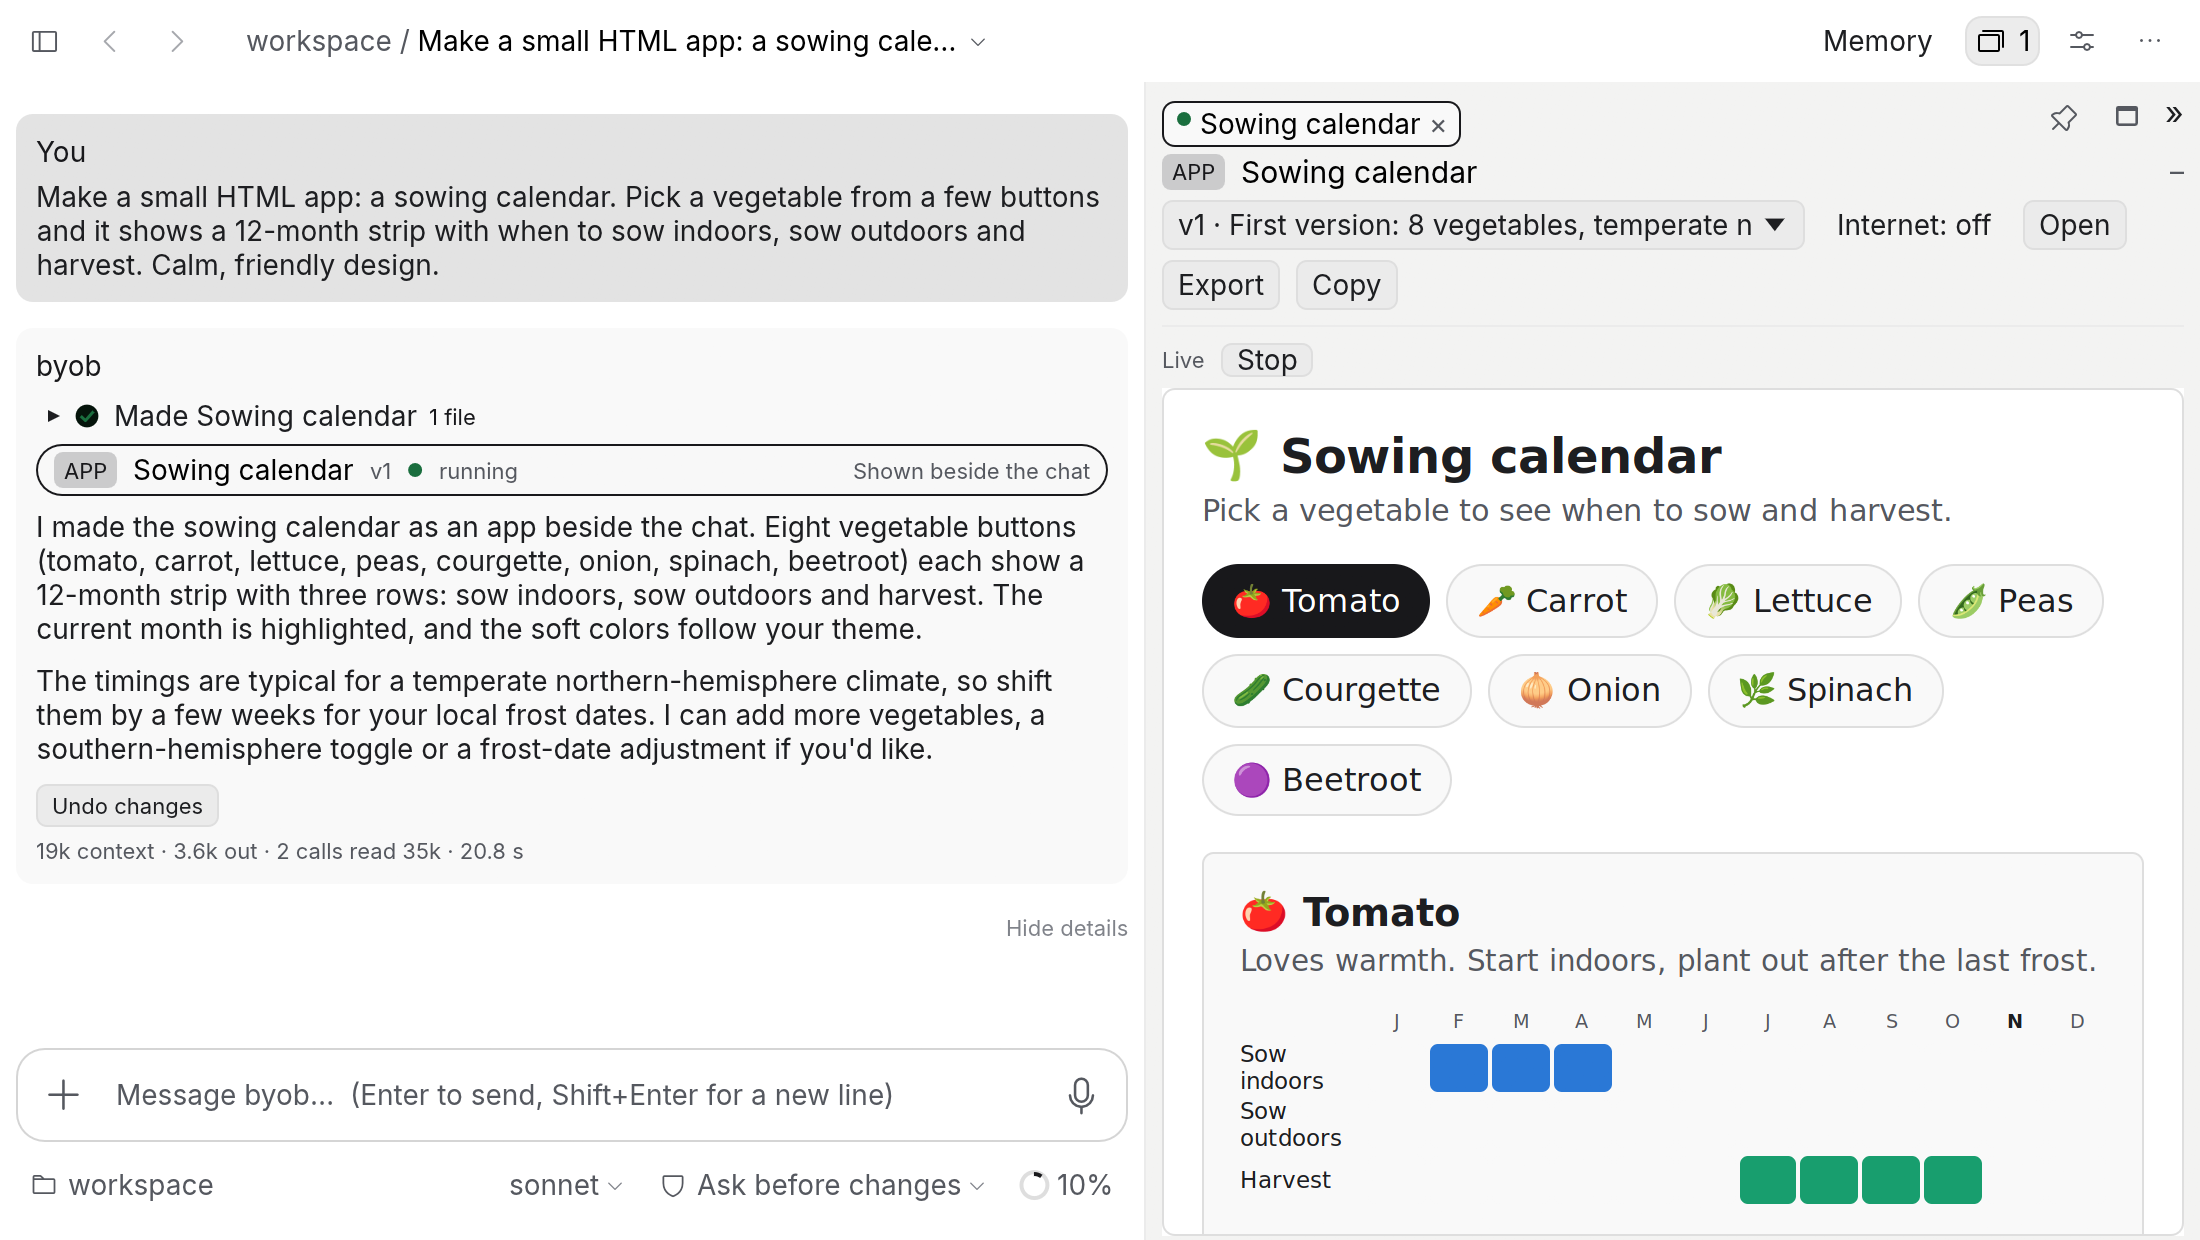 workspace / Make a small HTML app: a sowing cale...
Memory
1
You
Make a small HTML app: a sowing calendar. Pick a vegetable from a few buttons
and it shows a 12-month strip with when to sow indoors, sow outdoors and
harvest. Calm, friendly design.
byob
Made Sowing calendar 1 file
APP Sowing calendar v1 running Shown beside the chat
I made the sowing calendar as an app beside the chat. Eight vegetable buttons
(tomato, carrot, lettuce, peas, courgette, onion, spinach, beetroot) each show a
12-month strip with three rows: sow indoors, sow outdoors and harvest. The
current month is highlighted, and the soft colors follow your theme.
The timings are typical for a temperate northern-hemisphere climate, so shift
them by a few weeks for your local frost dates. I can add more vegetables, a
southern-hemisphere toggle or a frost-date adjustment if you'd like.
Undo changes
19k context · 3.6k out · 2 calls read 35k · 20.8 s
Hide details
Message byob... (Enter to send, Shift+Enter for a new line)
workspace
sonnet
Ask before changes
10%
Sowing calendar ×
APP Sowing calendar
v1 · First version: 8 vegetables, temperate n
Internet: off
Open
Export
Copy
Live
Stop
Sowing calendar
Pick a vegetable to see when to sow and harvest.
Tomato Carrot Lettuce Peas
Courgette Onion Spinach
Beetroot
Tomato
Loves warmth. Start indoors, plant out after the last frost.
J F M A M J J A S O N D
Sow
indoors
Sow
outdoors
Harvest